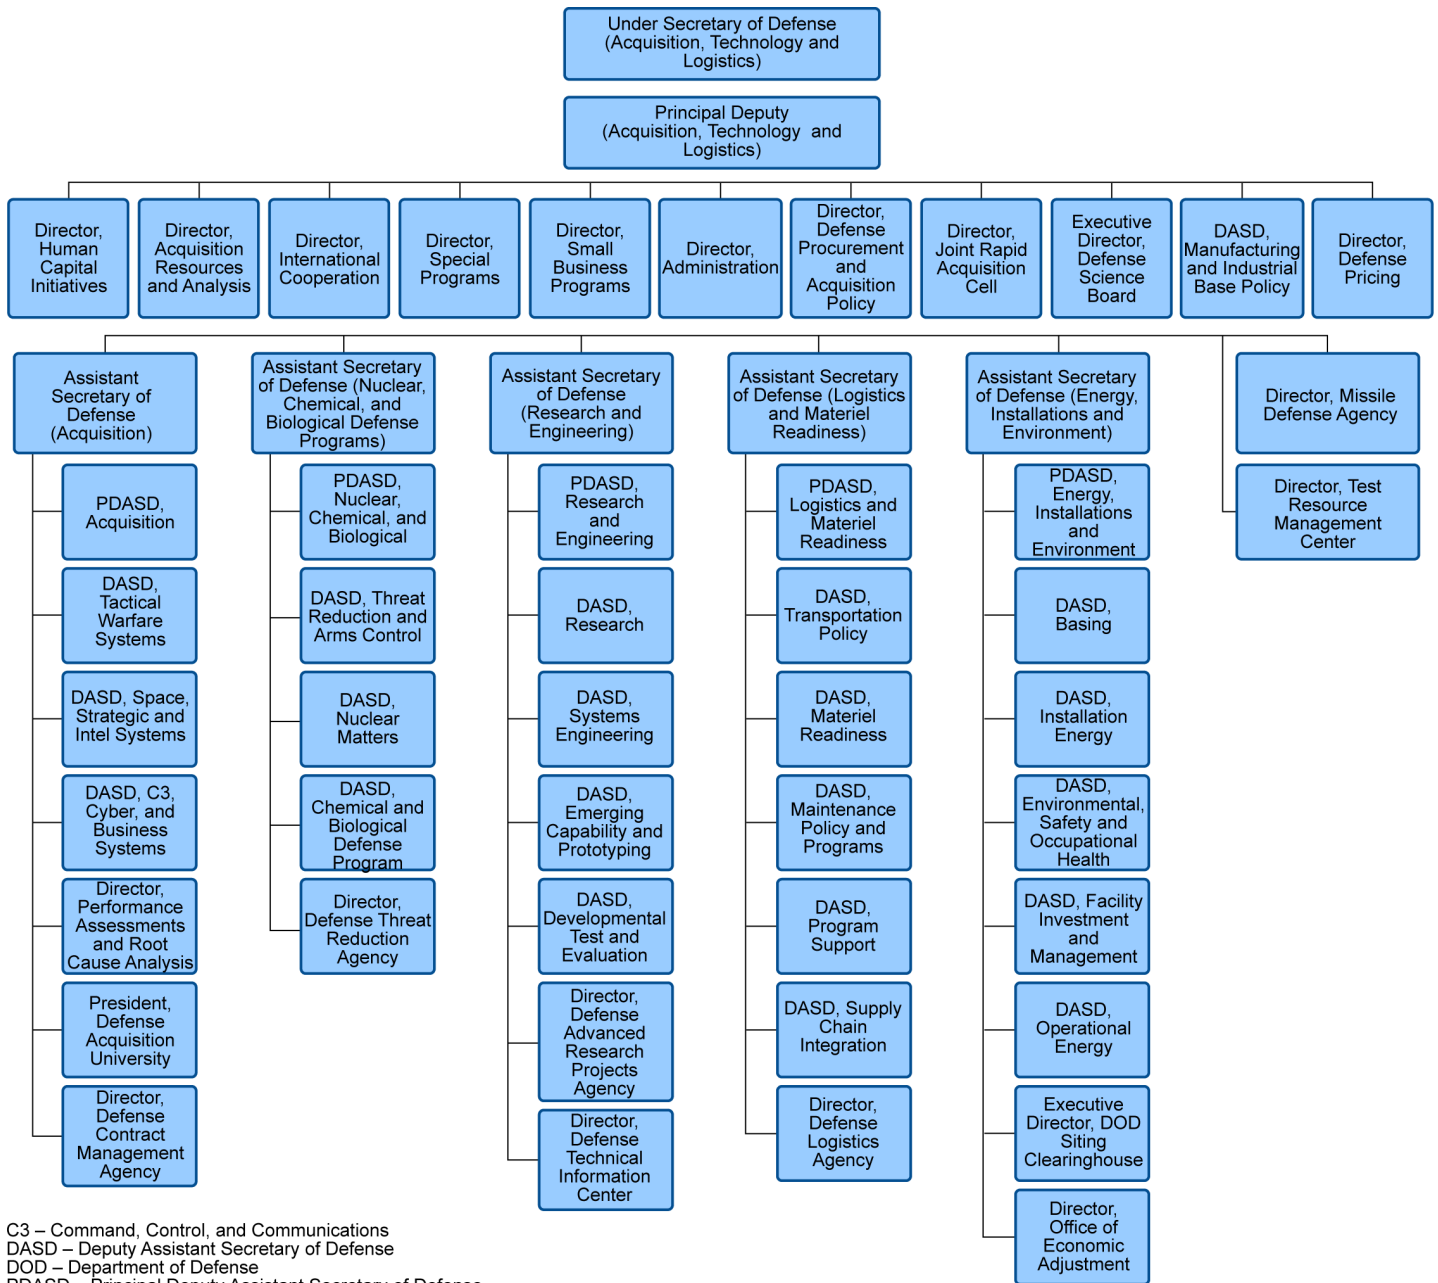 Under Secretary of Defense
(Acquisition, Technology and
Logistics)
Principal Deputy
(Acquisition, Technology and
Logistics)
Director,
Human
Capital
Initiatives
Director,
Acquisition
Resources
and Analysis
Director,
International
Cooperation
Director,
Special
Programs
Director,
Small
Business
Programs
Director,
Administration
Director,
Defense
Procurement
and
Acquisition
Policy
Director,
Joint Rapid
Acquisition
Cell
Executive
Director,
Defense
Science
Board
DASD,
Manufacturing
and Industrial
Base Policy
Director,
Defense
Pricing
Assistant
Secretary of
Defense
(Acquisition)
PDASD,
Acquisition
DASD,
Tactical
Warfare
Systems
DASD, Space,
Strategic and
Intel Systems
DASD, C3,
Cyber, and
Business
Systems
Director,
Performance
Assessments
and Root
Cause Analysis
President,
Defense
Acquisition
University
Director,
Defense
Contract
Management
Agency
Assistant Secretary
of Defense (Nuclear,
Chemical, and
Biological Defense
Programs)
PDASD,
Nuclear,
Chemical, and
Biological
DASD, Threat
Reduction and
Arms Control
DASD,
Nuclear
Matters
DASD,
Chemical and
Biological
Defense
Program
Director,
Defense Threat
Reduction
Agency
Assistant Secretary
of Defense
(Research and
Engineering)
PDASD,
Research
and
Engineering
DASD,
Research
DASD,
Systems
Engineering
DASD,
Emerging
Capability and
Prototyping
DASD,
Developmental
Test and
Evaluation
Director,
Defense
Advanced
Research
Projects
Agency
Director,
Defense
Technical
Information
Center
Assistant Secretary
of Defense (Logistics
and Materiel
Readiness)
PDASD,
Logistics and
Materiel
Readiness
DASD,
Transportation
Policy
DASD,
Materiel
Readiness
DASD,
Maintenance
Policy and
Programs
DASD,
Program
Support
DASD, Supply
Chain
Integration
Director,
Defense
Logistics
Agency
Assistant Secretary
of Defense (Energy,
Installations and
Environment)
PDASD,
Energy,
Installations
and
Environment
DASD,
Basing
DASD,
Installation
Energy
DASD,
Environmental,
Safety and
Occupational
Health
DASD, Facility
Investment
and
Management
DASD,
Operational
Energy
Executive
Director, DOD
Siting
Clearinghouse
Director,
Office of
Economic
Adjustment
Director, Missile
Defense Agency
Director, Test
Resource
Management
Center
C3 – Command, Control, and Communications
DASD – Deputy Assistant Secretary of Defense
DOD – Department of Defense
PDASD – Principal Deputy Assistant Secretary of Defense